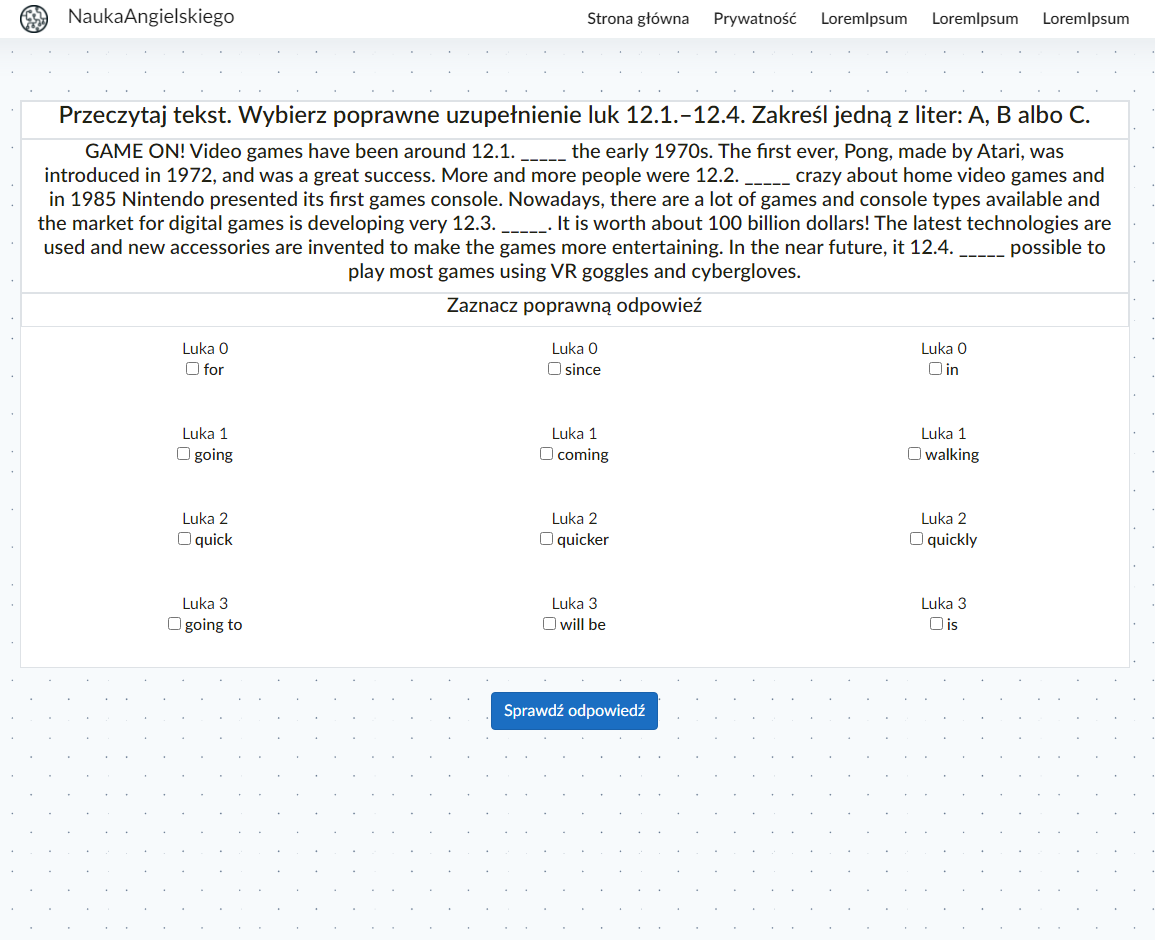 NaukaAngielskiego
Strona główna Prywatność LoremIpsum LoremIpsum LoremIpsum
Przeczytaj tekst. Wybierz poprawne uzupełnienie luk 12.1.–12.4. Zakreśl jedną z liter: A, B albo C.
GAME ON! Video games have been around 12.1. _____ the early 1970s. The first ever, Pong, made by Atari, was
introduced in 1972, and was a great success. More and more people were 12.2. _____ crazy about home video games and
in 1985 Nintendo presented its first games console. Nowadays, there are a lot of games and console types available and
the market for digital games is developing very 12.3. _____. It is worth about 100 billion dollars! The latest technologies are
used and new accessories are invented to make the games more entertaining. In the near future, it 12.4. _____ possible to
play most games using VR goggles and cybergloves.
Zaznacz poprawną odpowieź
Luka 0 Luka 0 Luka 0
for since in
Luka 1 Luka 1 Luka 1
going coming walking
Luka 2 Luka 2 Luka 2
quick quicker quickly
Luka 3 Luka 3 Luka 3
going to will be is
Sprawdź odpowiedź